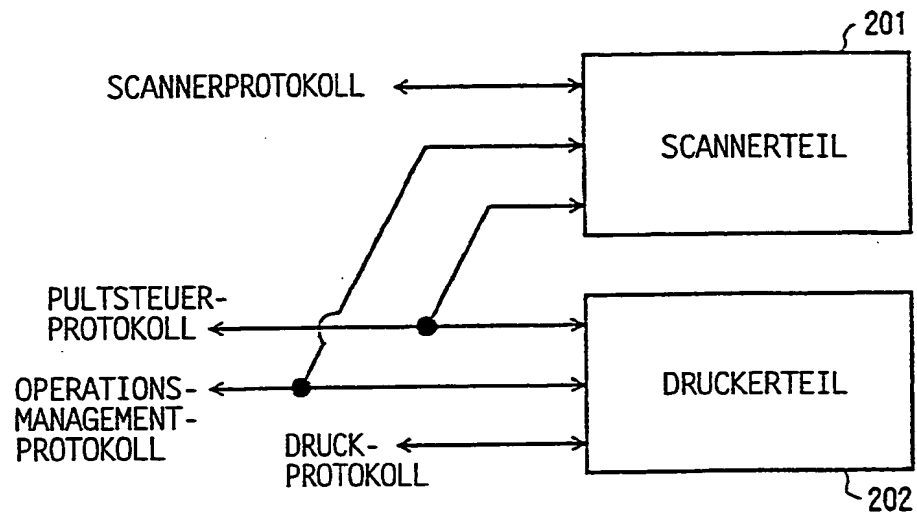 201
SCANNERPROTOKOLL
SCANNERTEIL
PULTSTEUER-
PROTOKOLL
OPERATIONS-
MANAGEMENT-
PROTOKOLL
DRUCKERTEIL
DRUCK-
PROTOKOLL
202